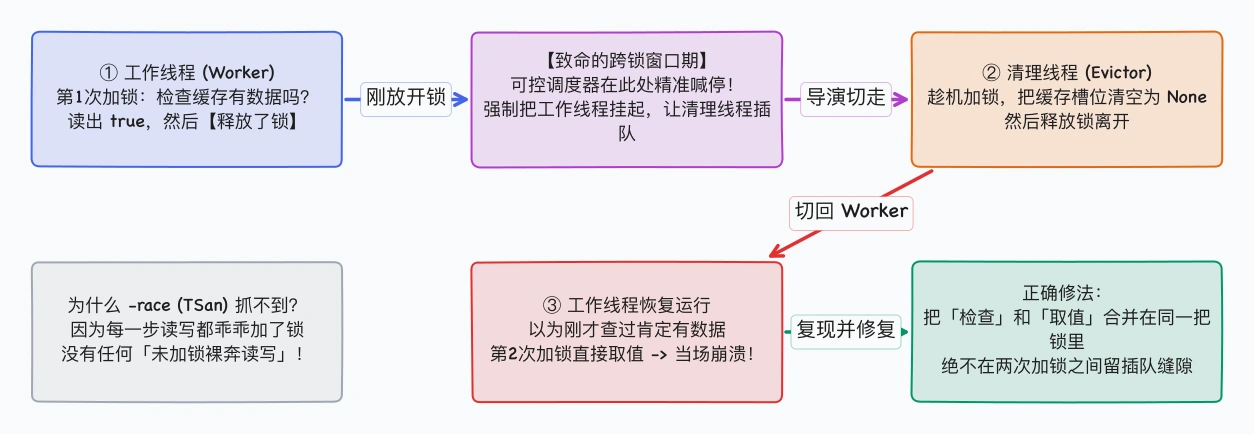 ① 工作线程 (Worker)
第1次加锁：检查缓存有数据吗？
读出 true，然后【释放了锁】
刚放开锁
【致命的跨锁窗口期】
可控调度器在此处精准喊停！
强制把工作线程挂起，让清理线程插
队
导演切走
② 清理线程 (Evictor)
趁机加锁，把缓存槽位清空为 None
然后释放锁离开
切回 Worker
为什么 -race (TSan) 抓不到？
因为每一步读写都乖乖加了锁
没有任何「未加锁裸奔读写」！
③ 工作线程恢复运行
以为刚才查过肯定有数据
第2次加锁直接取值 -> 当场崩溃！
复现并修复
正确修法：
把「检查」和「取值」合并在同一把
锁里
绝不在两次加锁之间留插队缝隙